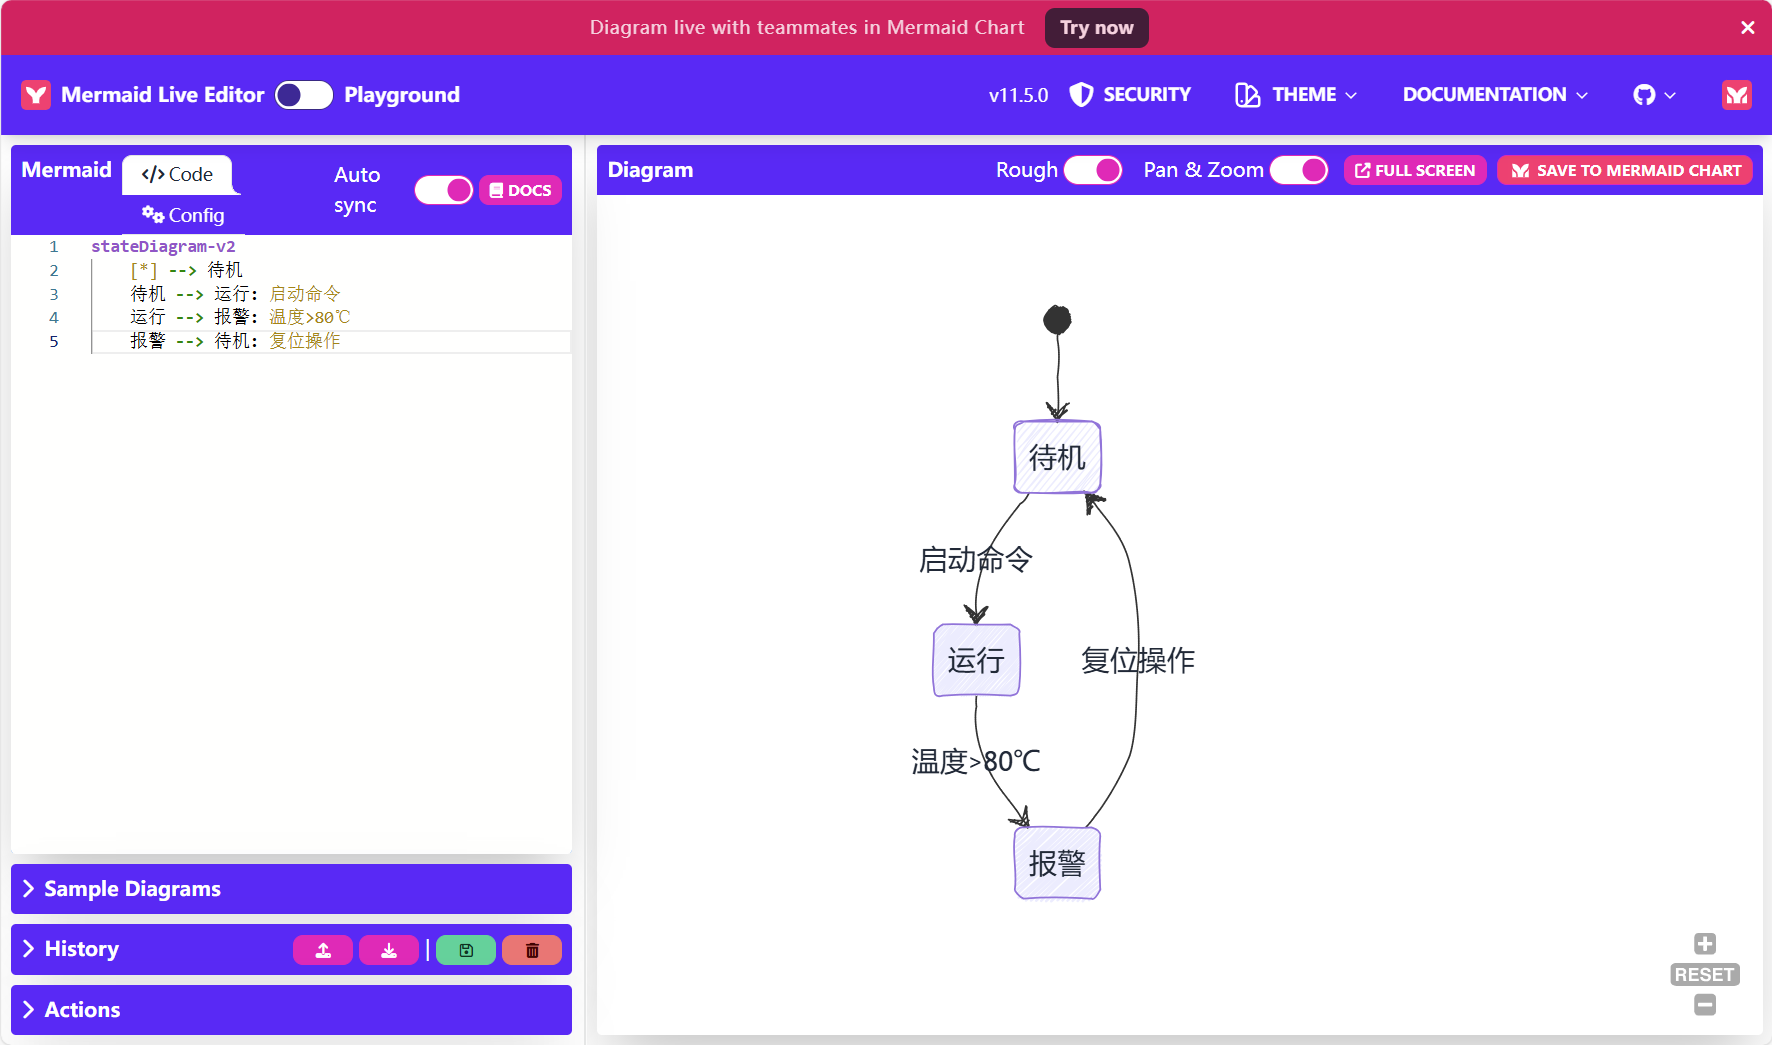 Diagram live with teammates in Mermaid Chart Try now
Mermaid Live Editor Playground v11.5.0 SECURITY THEME DOCUMENTATION
Mermaid </> Code Auto sync DOCS
Config
1 stateDiagram-v2
2 [*] --> 待机
3 待机 --> 运行: 启动命令
4 运行 --> 报警: 温度>80℃
5 报警 --> 待机: 复位操作
Sample Diagrams
History
Actions
Diagram Rough Pan & Zoom FULL SCREEN SAVE TO MERMAID CHART
待机
启动命令
运行
复位操作
温度>80℃
报警
RESET